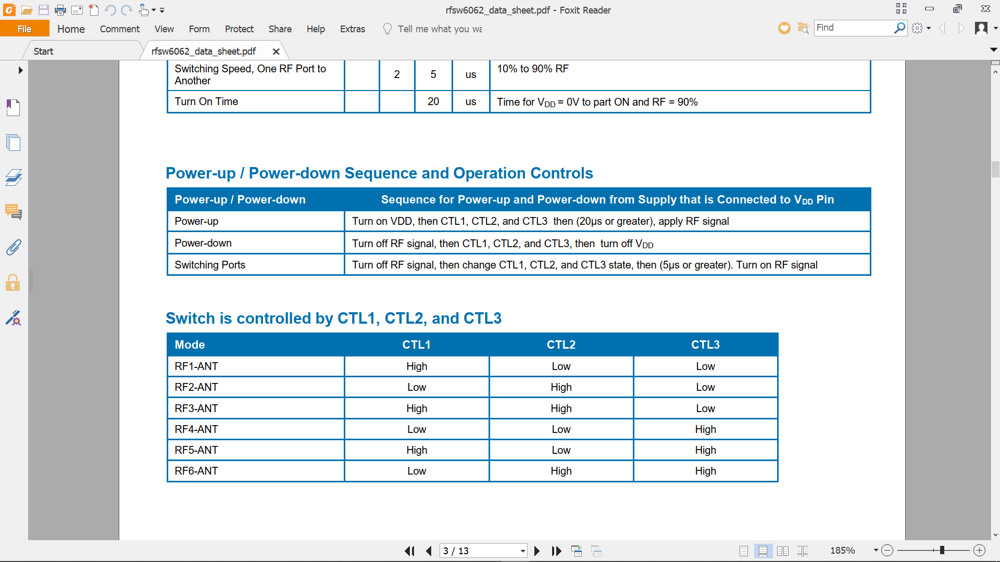 rfsw6062_data_sheet.pdf - Foxit Reader
File Home Comment View Form Protect Share Help Extras Tell me what you wa Find
Start rfsw6062_data_sheet.pdf
Switching Speed, One RF Port to Another 2 5 us 10% to 90% RF
Turn On Time 20 us Time for VDD = 0V to part ON and RF = 90%
Power-up / Power-down Sequence and Operation Controls
Power-up / Power-down Sequence for Power-up and Power-down from Supply that is Connected to VDD Pin
Power-up Turn on VDD, then CTL1, CTL2, and CTL3 then (20µs or greater), apply RF signal
Power-down Turn off RF signal, then CTL1, CTL2, and CTL3, then turn off VDD
Switching Ports Turn off RF signal, then change CTL1, CTL2, and CTL3 state, then (5µs or greater). Turn on RF signal
Switch is controlled by CTL1, CTL2, and CTL3
Mode CTL1 CTL2 CTL3
RF1-ANT High Low Low
RF2-ANT Low High Low
RF3-ANT High High Low
RF4-ANT Low Low High
RF5-ANT High Low High
RF6-ANT Low High High
3 / 13 185%